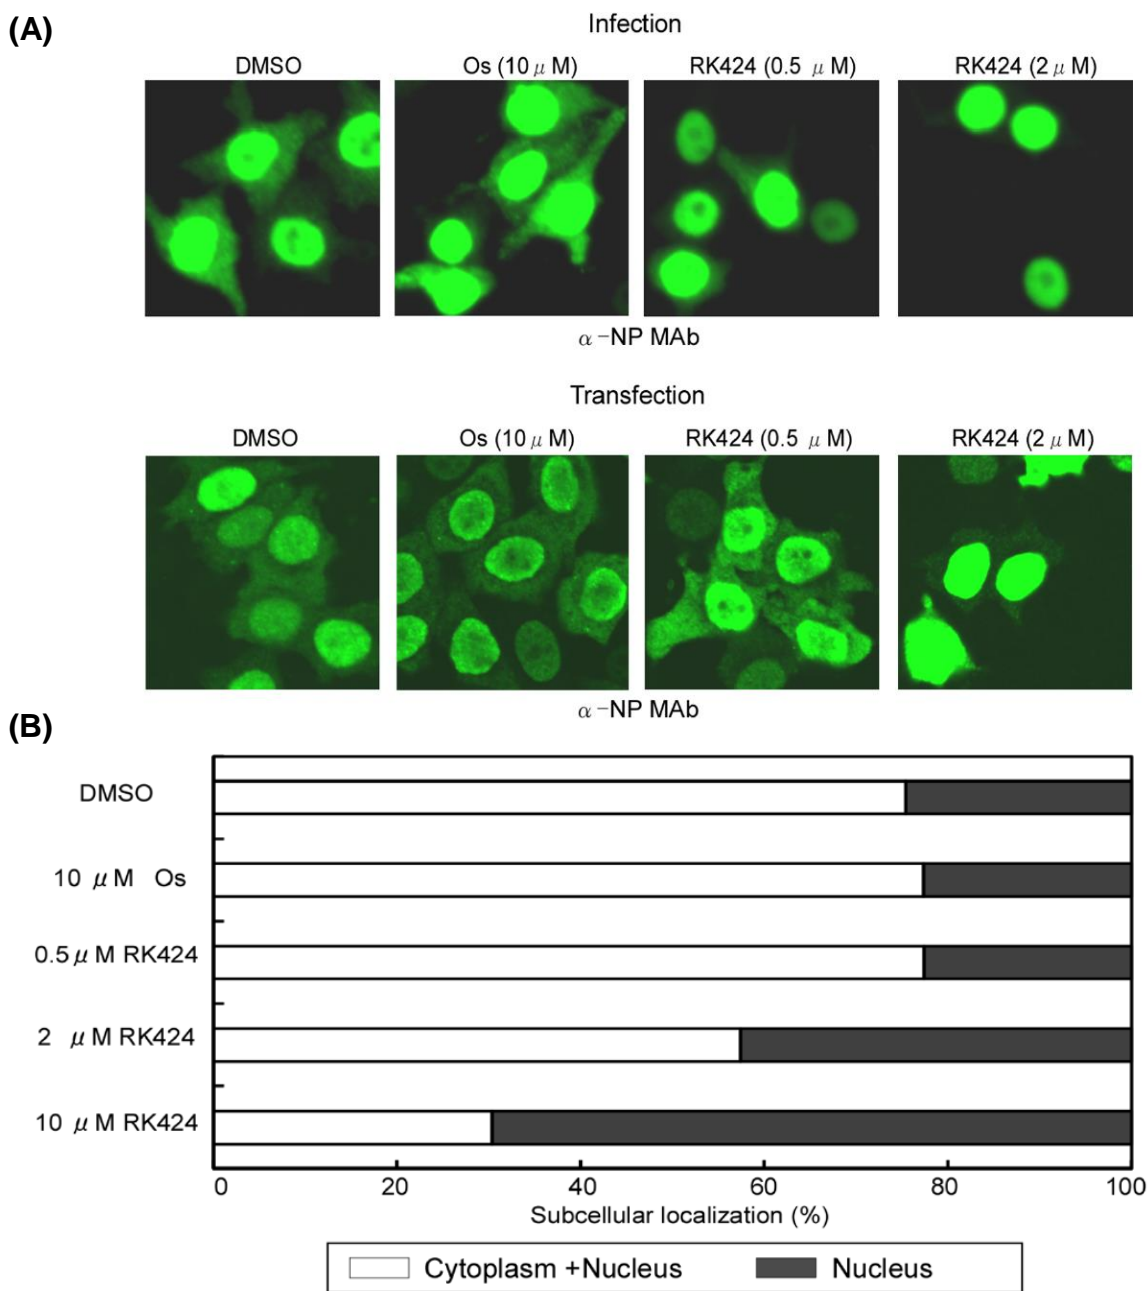 (A)
Infection
DMSO
Os (10 μ M)
RK424 (0.5 μ M)
RK424 (2 μ M)
α-NP MAb
Transfection
DMSO
Os (10 μ M)
RK424 (0.5 μ M)
RK424 (2 μ M)
α-NP MAb
(B)
DMSO
10 μ M Os
0.5 μ M RK424
2 μ M RK424
10 μ M RK424
0 20 40 60 80 100
Subcellular localization (%)
Cytoplasm +Nucleus
Nucleus